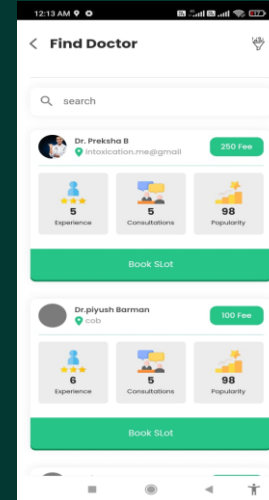 12:13 AM
Find Doctor
search
Dr. Preksha B
intoxication.me@gmail
250 Fee
5
Experience
5
Consultations
98
Popularity
Book SLot
Dr.piyush Barman
cob
100 Fee
6
Experience
5
Consultations
98
Popularity
Book SLot